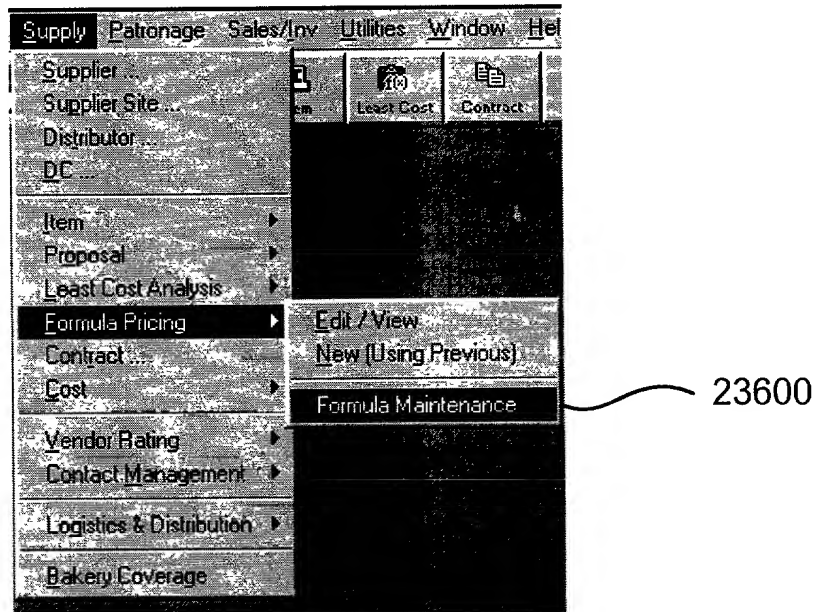 Supply Patronage Sales/Inv Utilities Window Hel
Supplier ...
Supplier Site ...
Distributor ...
DC ...
em
Least Cost
Contract
Item
Proposal
Least Cost Analysis
Formula Pricing
Contract ...
Cost
Edit / View
New (Using Previous)
Formula Maintenance
23600
Vendor Rating
Contact Management
Logistics & Distribution
Bakery Coverage